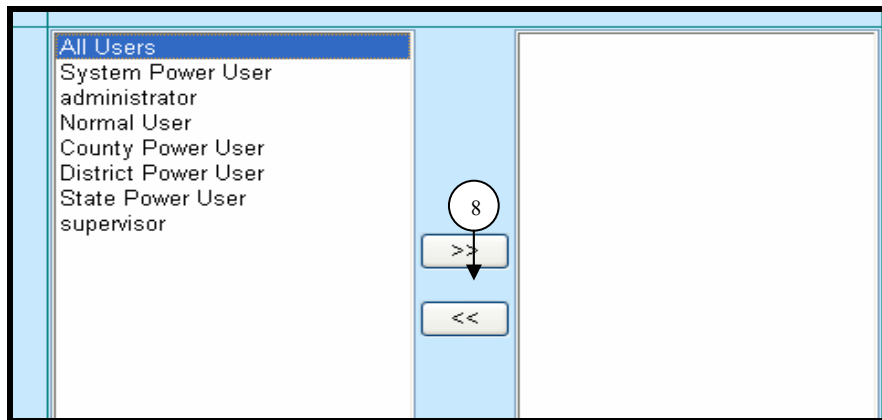 All Users
System Power User
administrator
Normal User
County Power User
District Power User
State Power User
supervisor
8
>>
<<